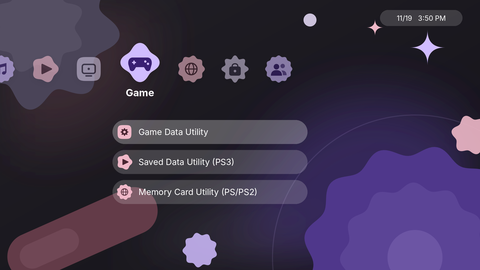 11/19 3:50 PM
Game
Game Data Utility
Saved Data Utility (PS3)
Memory Card Utility (PS/PS2)